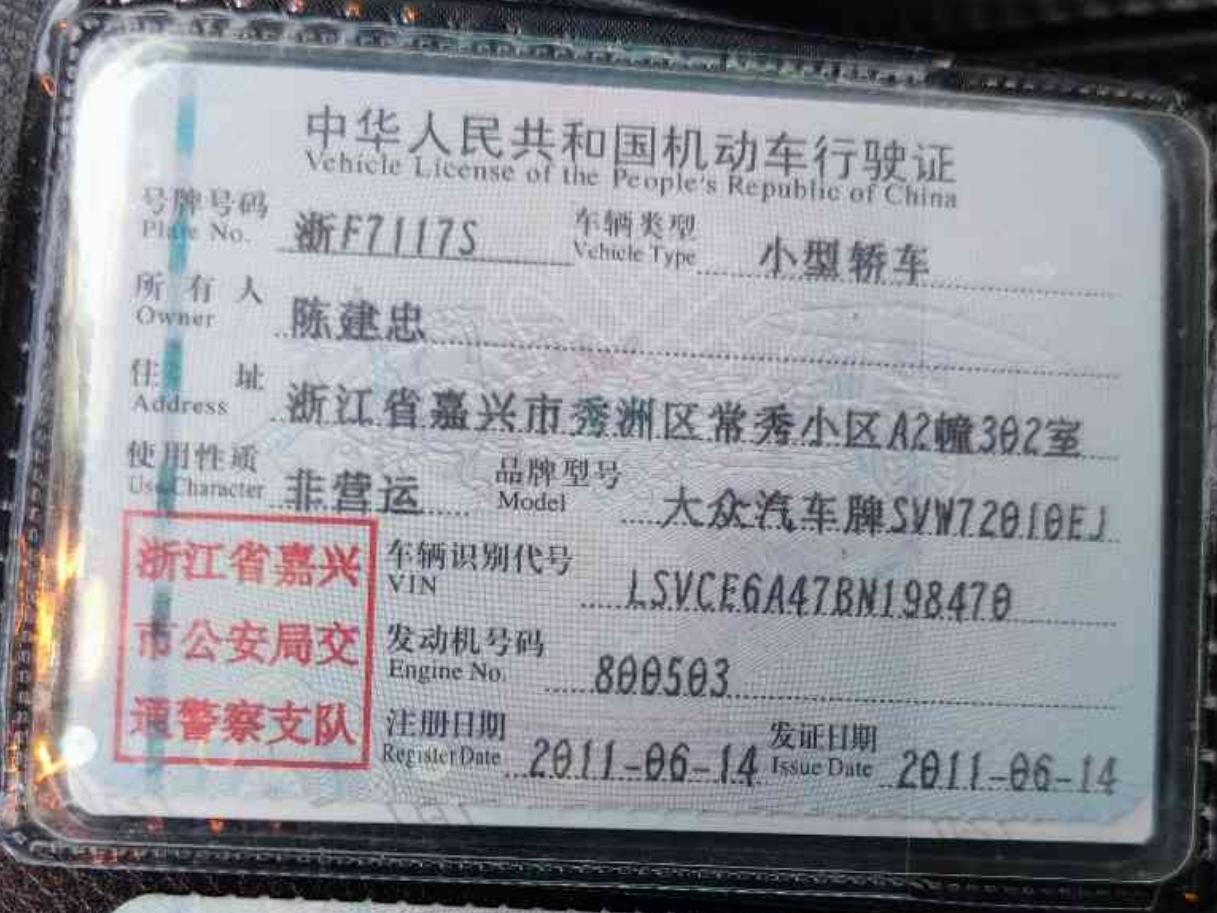 中华人民共和国机动车行驶证
Vehicle License of the People's Republic of China
号牌号码 浙F7117S 车辆类型 小型轿车
Plate No. Vehicle Type
所有人 陈建忠
Owner
住址 浙江省嘉兴市秀洲区常秀小区A2幢302室
Address
使用性质 非营运 品牌型号 大众汽车牌SVW72010EJ
Use Character Model
浙江省嘉兴
市公安局交
通警察支队
车辆识别代号 LSVCE6A47BN198470
VIN
发动机号码 800503
Engine No.
注册日期 2011-06-14 发证日期 2011-06-14
Register Date Issue Date